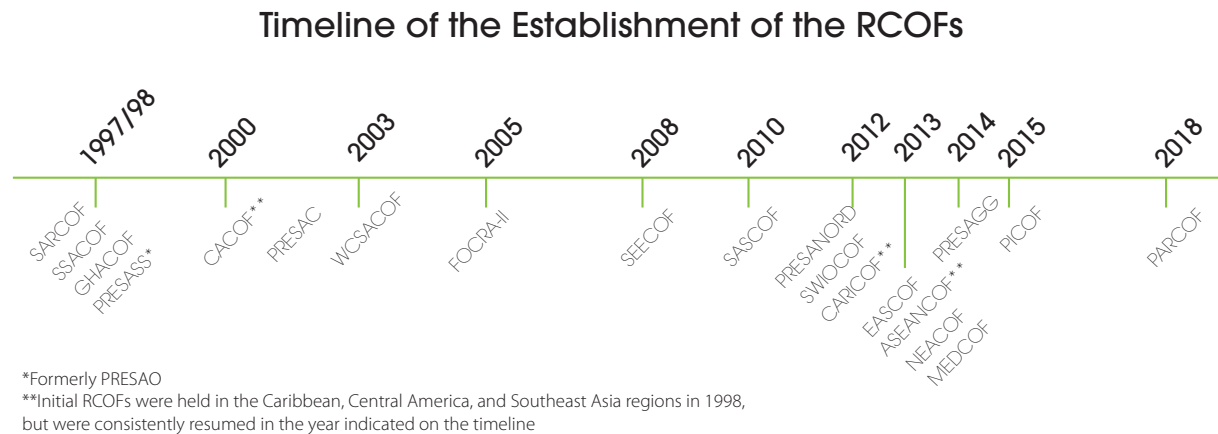 Timeline of the Establishment of the RCOFs
1997/98
2000
2003
2005
2008
2010
2012
2013
2014
2015
2018
SARCOF
SSACOF
GHACOF
PRESASS*
CACOF**
PRESAC
WCSACOF
FOCRA-II
SEECOF
SASCOF
PRESANORD
SWIOCOF
CARICOF**
EASCOF
ASEANCOF**
NEACOF
MEDCOF
PRESAGG
PICOF
PARCOF
*Formerly PRESAO
**Initial RCOFs were held in the Caribbean, Central America, and Southeast Asia regions in 1998,
but were consistently resumed in the year indicated on the timeline